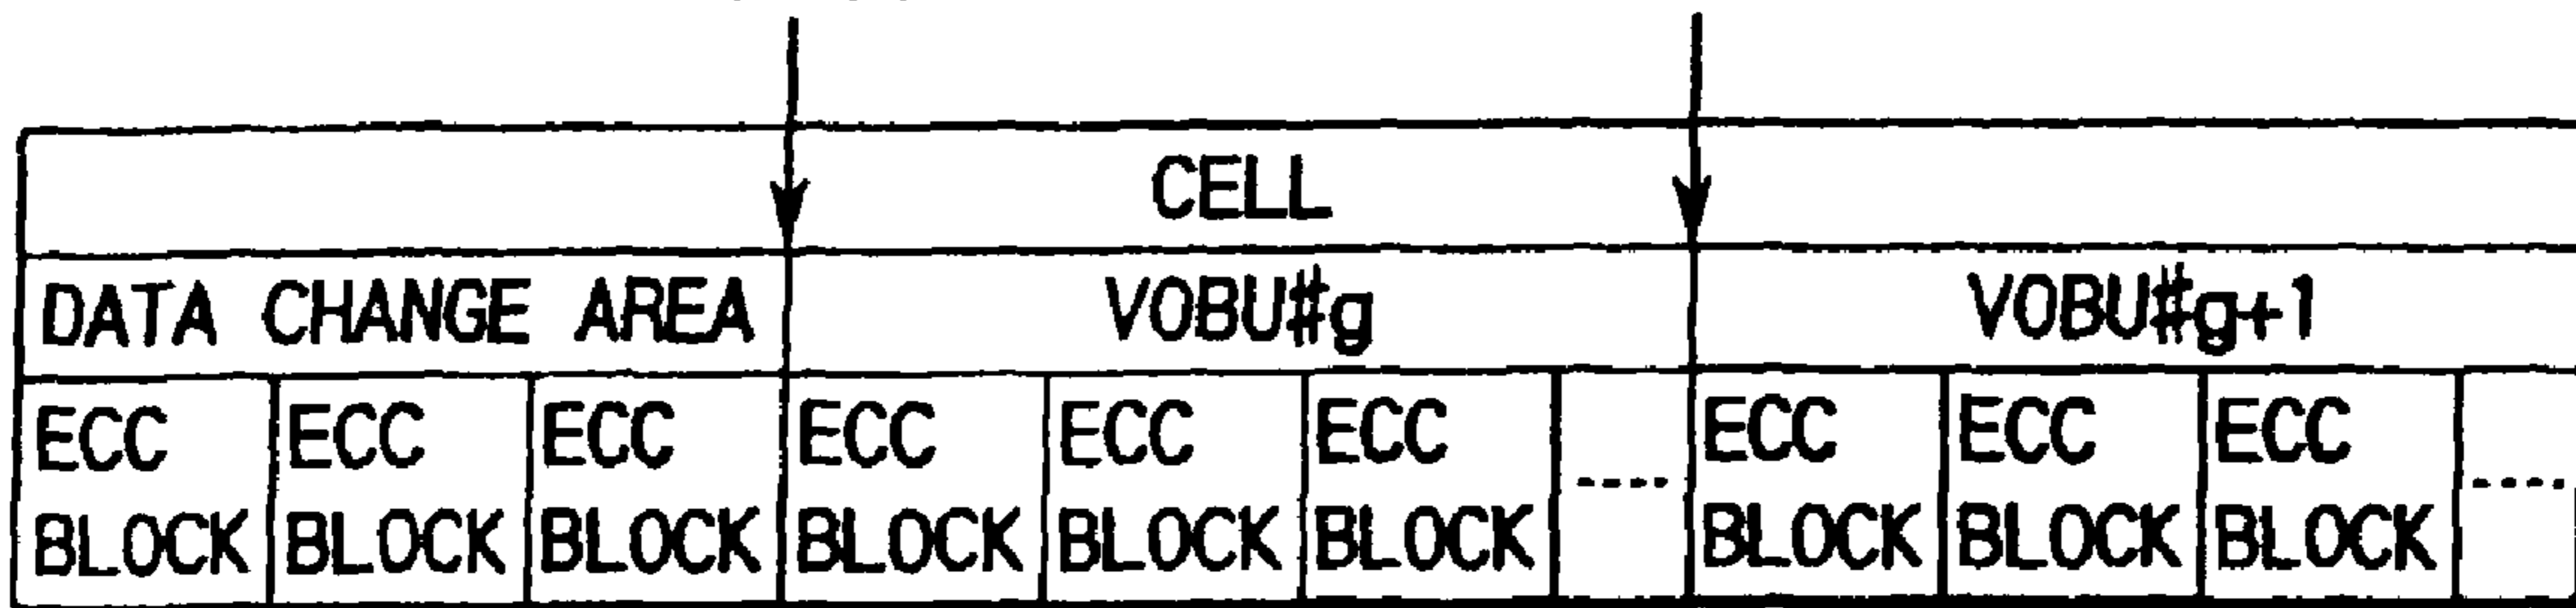 CELL
DATA CHANGE AREA VOBU#g VOBU#g+1
ECC ECC ECC ECC ECC ECC ECC ECC ECC
BLOCK BLOCK BLOCK BLOCK BLOCK BLOCK ---- BLOCK BLOCK BLOCK ----